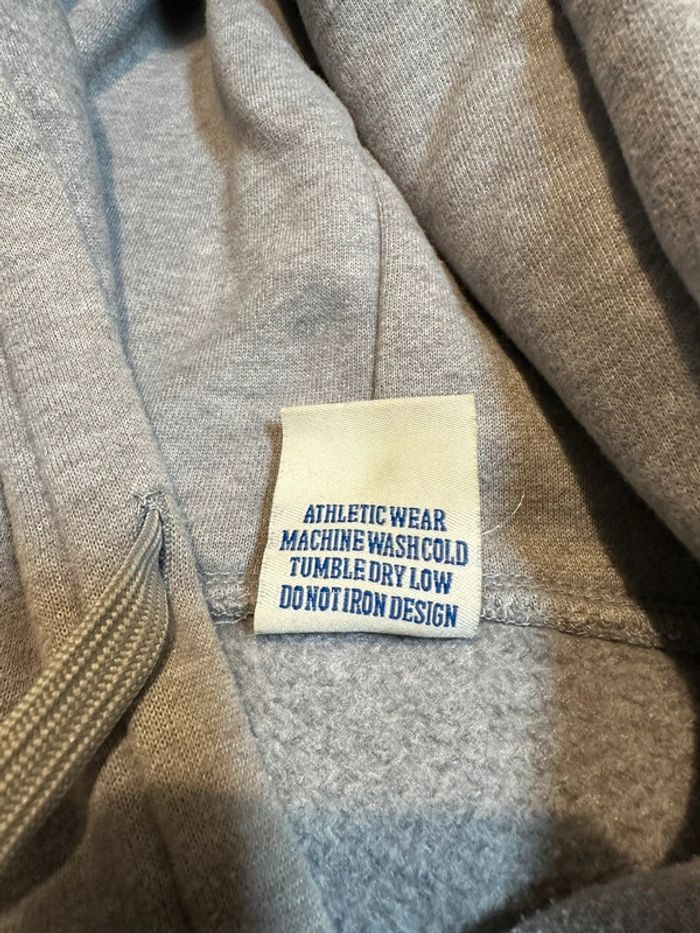 ATHLETIC WEAR
MACHINE WASH COLD
TUMBLE DRY LOW
DO NOT IRON DESIGN